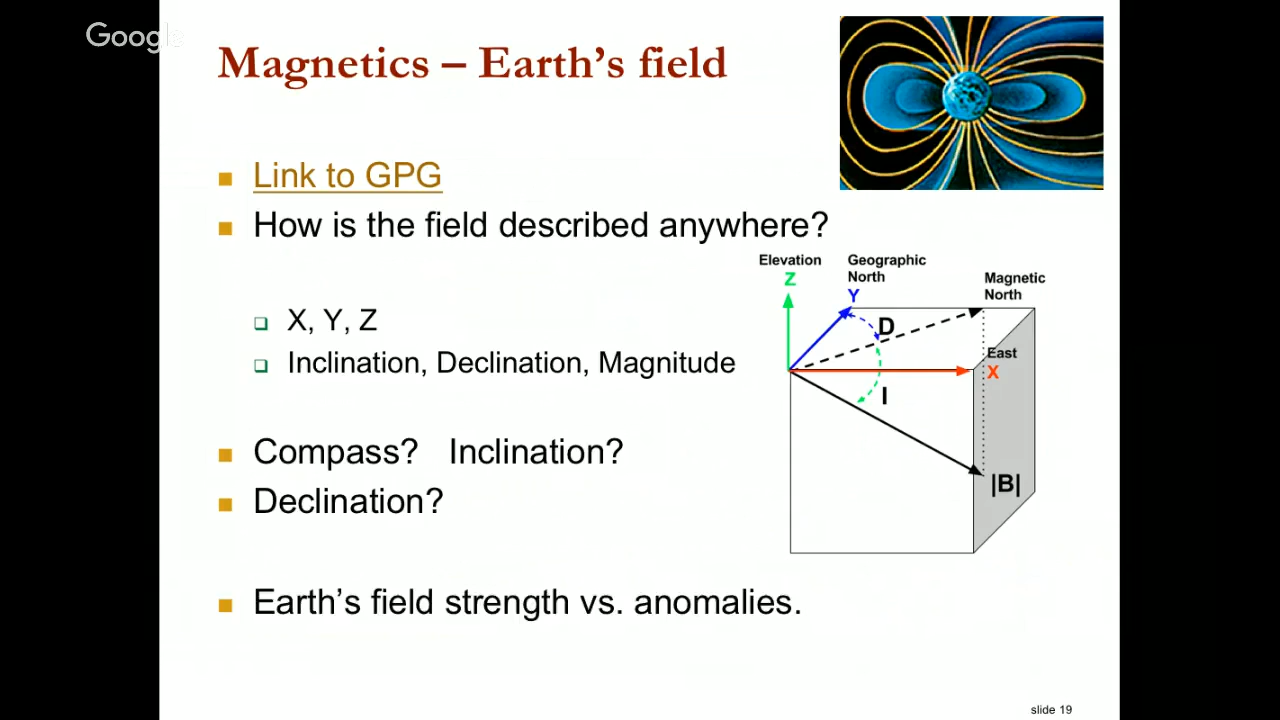 Google
Magnetics – Earth's field
Link to GPG
How is the field described anywhere?
X, Y, Z
Inclination, Declination, Magnitude
Compass? Inclination?
Declination?
Earth's field strength vs. anomalies.
Elevation
Z
Geographic
North
Y
Magnetic
North
D
East
X
I
|B|
slide 19